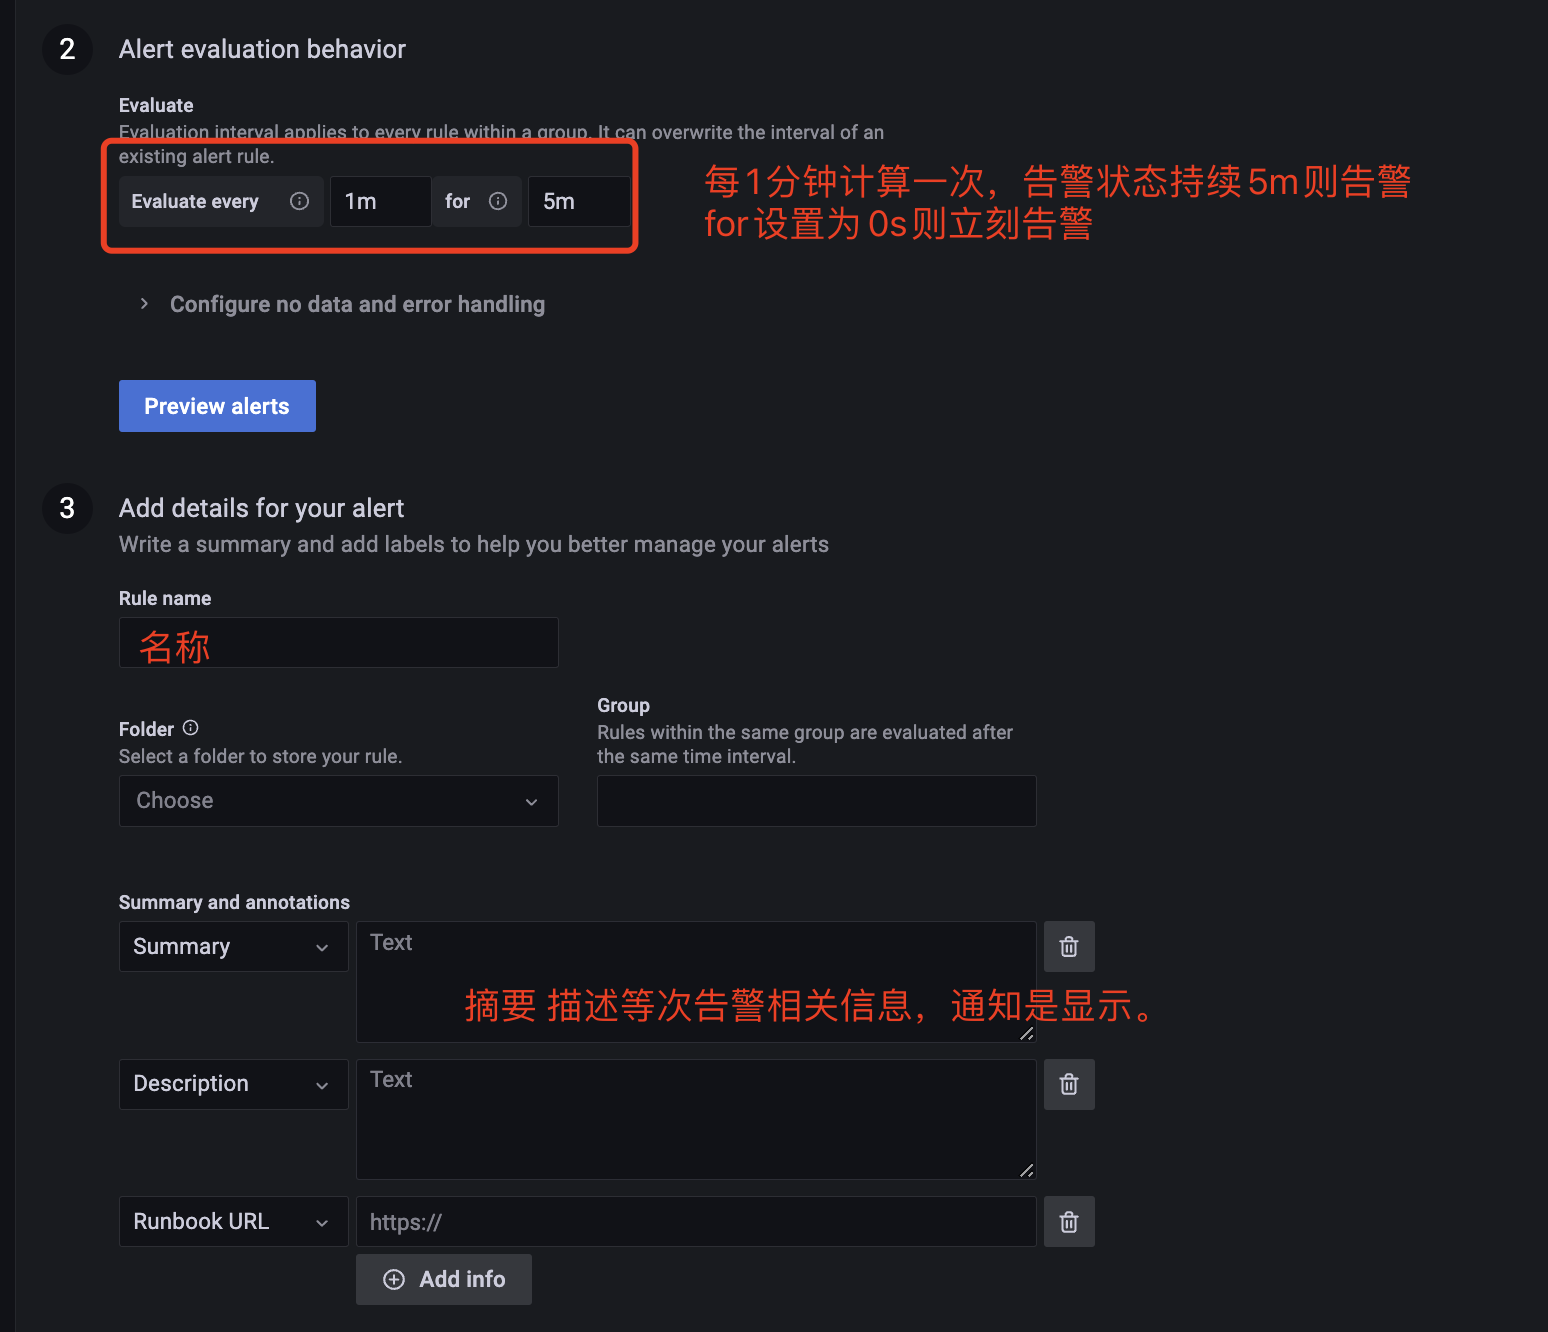 2 Alert evaluation behavior
Evaluate
Evaluation interval applies to every rule within a group. It can overwrite the interval of an
existing alert rule.
Evaluate every 1m for 5m
每1分钟计算一次，告警状态持续5m则告警
for设置为0s则立刻告警
Configure no data and error handling
Preview alerts
3 Add details for your alert
Write a summary and add labels to help you better manage your alerts
Rule name
名称
Folder
Select a folder to store your rule.
Choose
Group
Rules within the same group are evaluated after
the same time interval.
Summary and annotations
Summary Text
摘要 描述等次告警相关信息，通知是显示。
Description Text
Runbook URL https://
Add info